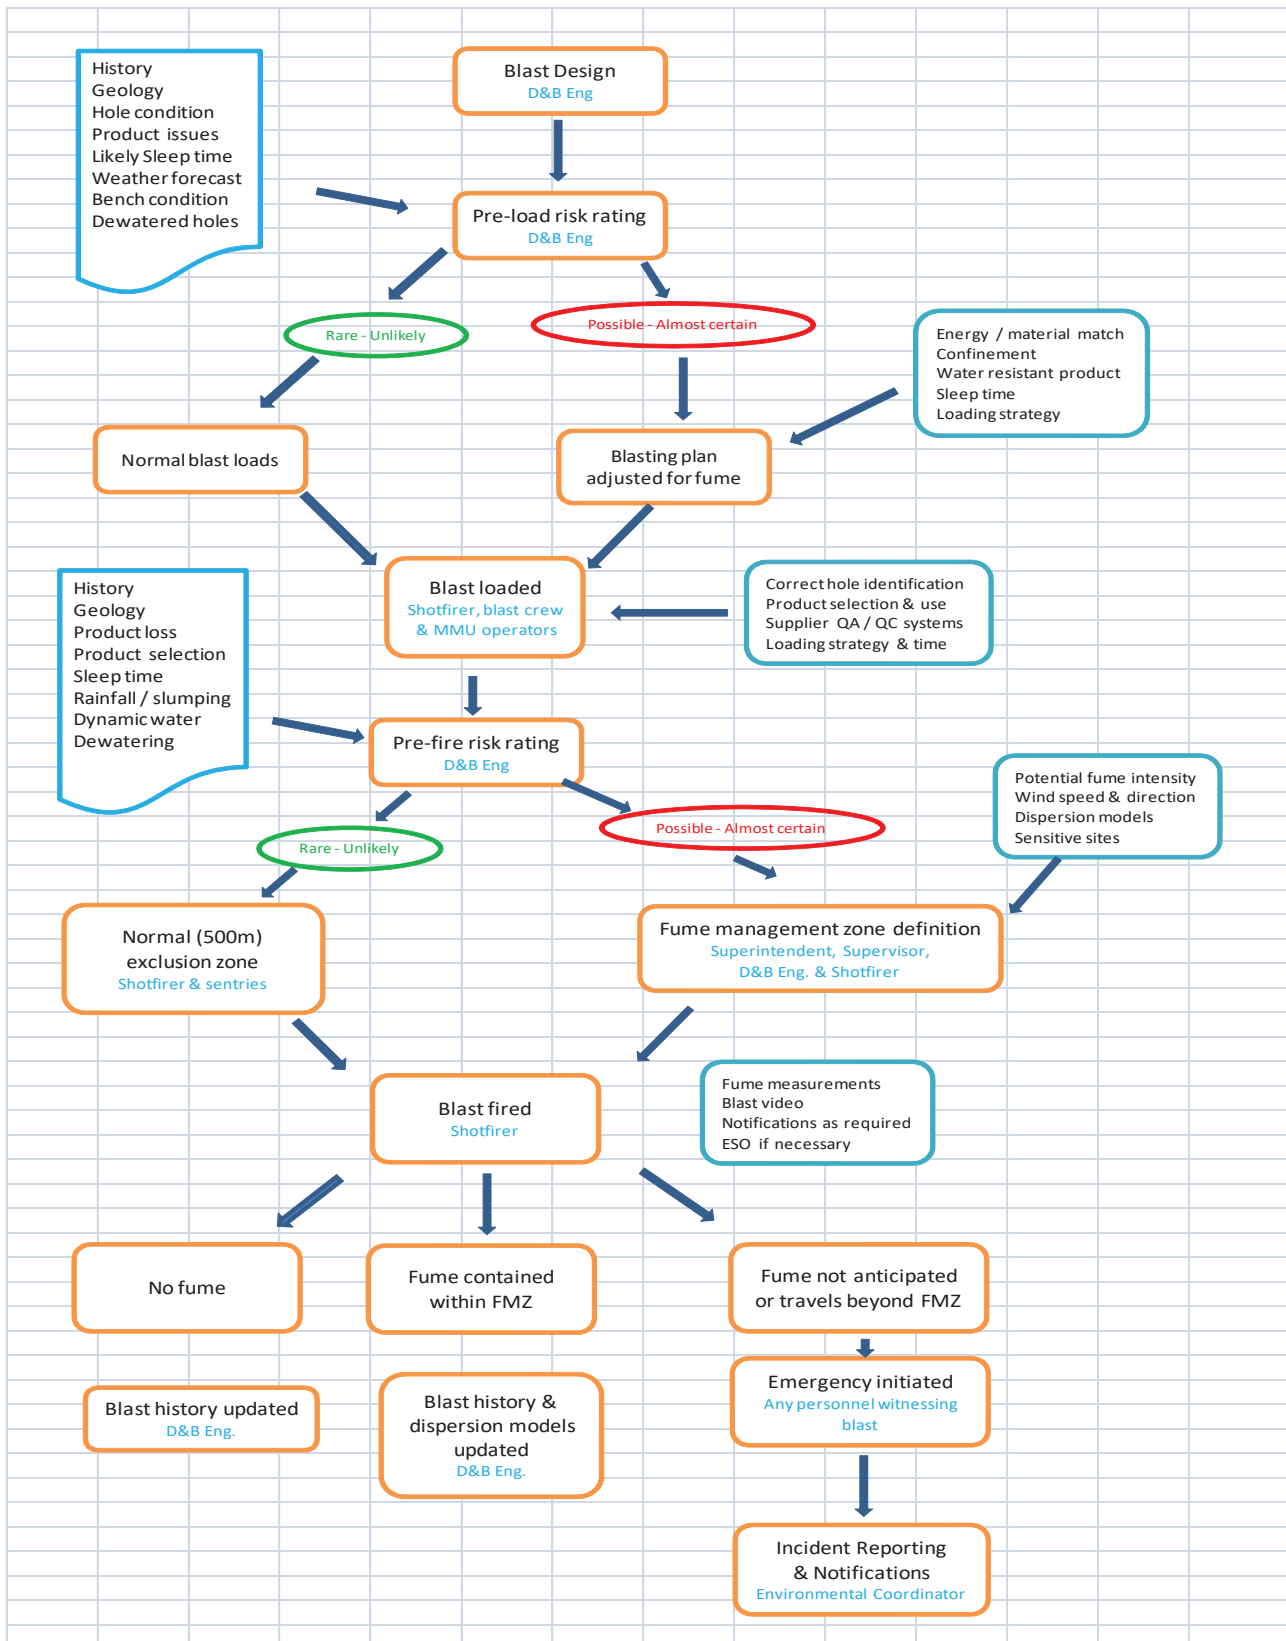 Blast Design
D&B Eng
History
Geology
Hole condition
Product issues
Likely Sleep time
Weather forecast
Bench condition
Dewatered holes
Pre-load risk rating
D&B Eng
Rare - Unlikely
Possible - Almost certain
Energy / material match
Confinement
Water resistant product
Sleep time
Loading strategy
Normal blast loads
Blasting plan
adjusted for fume
Blast loaded
Shotfirer, blast crew
& MMU operators
Correct hole identification
Product selection & use
Supplier QA / QC systems
Loading strategy & time
History
Geology
Product loss
Product selection
Sleep time
Rainfall / slumping
Dynamic water
Dewatering
Pre-fire risk rating
D&B Eng
Rare - Unlikely
Possible - Almost certain
Potential fume intensity
Wind speed & direction
Dispersion models
Sensitive sites
Normal (500m)
exclusion zone
Shotfirer & sentries
Fume management zone definition
Superintendent, Supervisor,
D&B Eng. & Shotfirer
Blast fired
Shotfirer
Fume measurements
Blast video
Notifications as required
ESO if necessary
No fume
Fume contained
within FMZ
Fume not anticipated
or travels beyond FMZ
Blast history updated
D&B Eng.
Blast history &
dispersion models
updated
D&B Eng.
Emergency initiated
Any personnel witnessing
blast
Incident Reporting
& Notifications
Environmental Coordinator